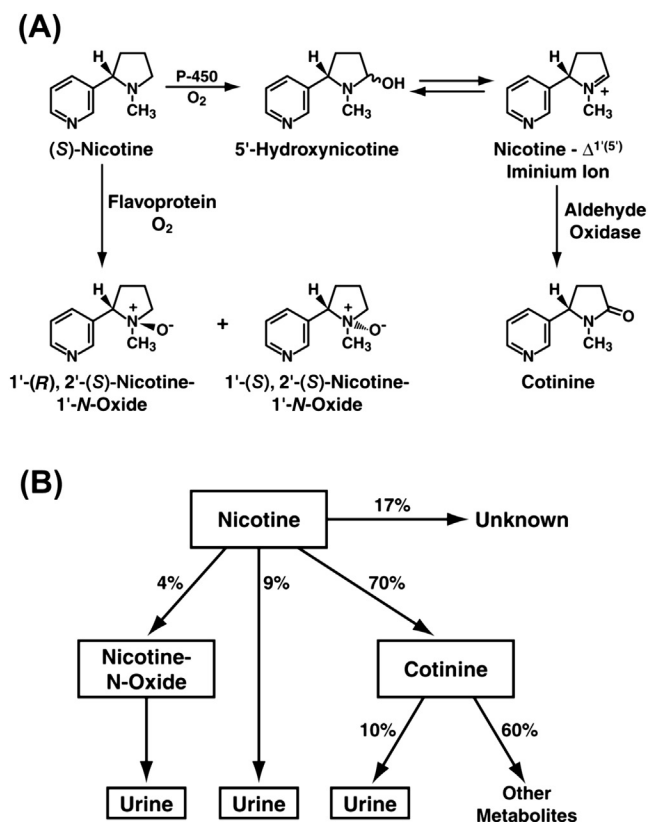 (A)
H
N
CH3
N
(S)-Nicotine
P-450
O2
H
N
OH
CH3
N
5'-Hydroxynicotine
H
N
+
CH3
N
Nicotine - Δ1'(5')
Iminium Ion
Flavoprotein
O2
Aldehyde
Oxidase
H
+
N
O-
CH3
N
1'-(R), 2'-(S)-Nicotine-
1'-N-Oxide
+
H
+
N
O-
CH3
N
1'-(S), 2'-(S)-Nicotine-
1'-N-Oxide
H
N
O
CH3
N
Cotinine
(B)
Nicotine
17%
Unknown
4%
9%
70%
Nicotine-
N-Oxide
Cotinine
10%
60%
Urine
Urine
Urine
Other
Metabolites